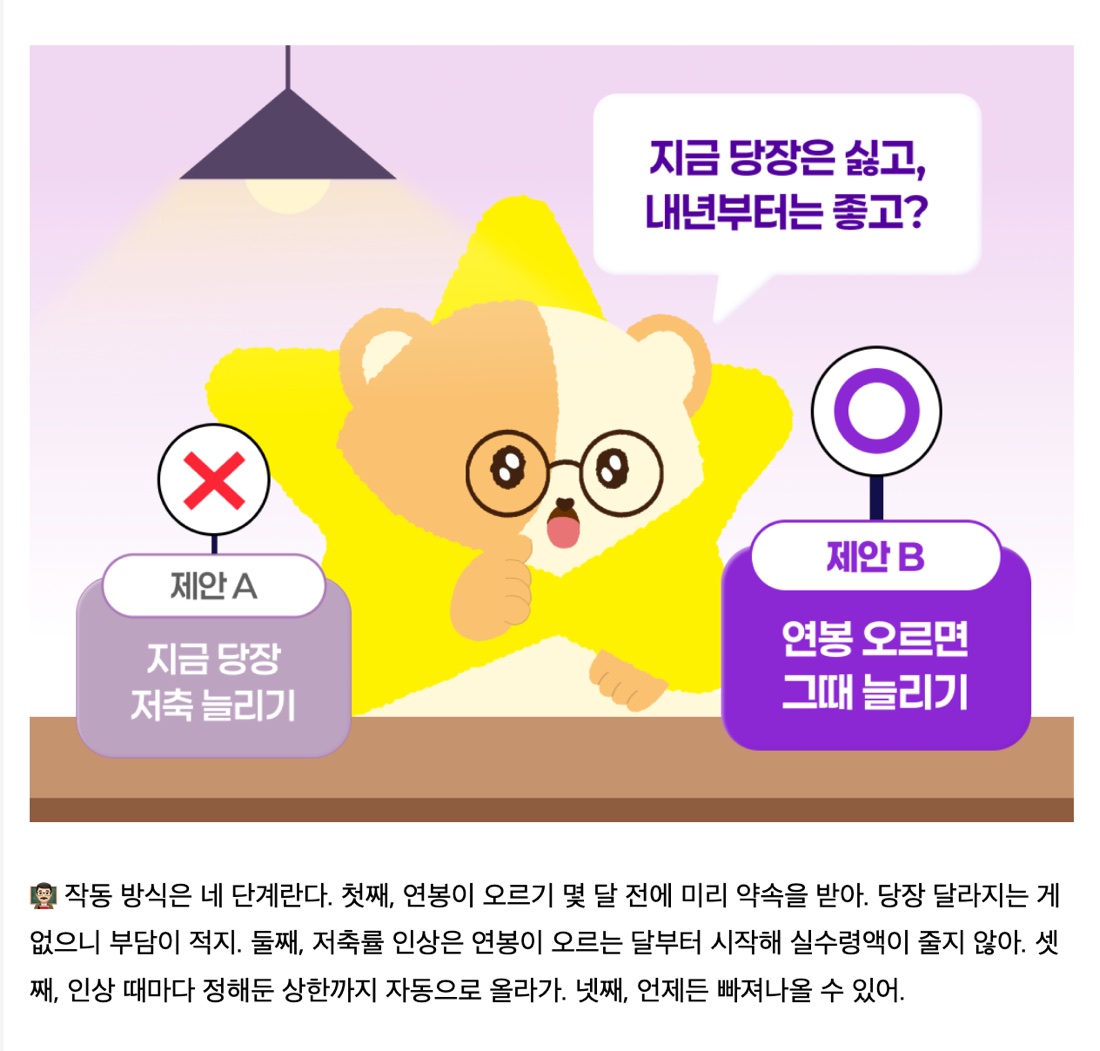 지금 당장은 싫고,
내년부터는 좋고?
제안 A
지금 당장
저축 늘리기
제안 B
연봉 오르면
그때 늘리기
작동 방식은 네 단계란다. 첫째, 연봉이 오르기 몇 달 전에 미리 약속을 받아. 당장 달라지는 게
없으니 부담이 적지. 둘째, 저축률 인상은 연봉이 오르는 달부터 시작해 실수령액이 줄지 않아. 셋
째, 인상 때마다 정해둔 상한까지 자동으로 올라가. 넷째, 언제든 빠져나올 수 있어.